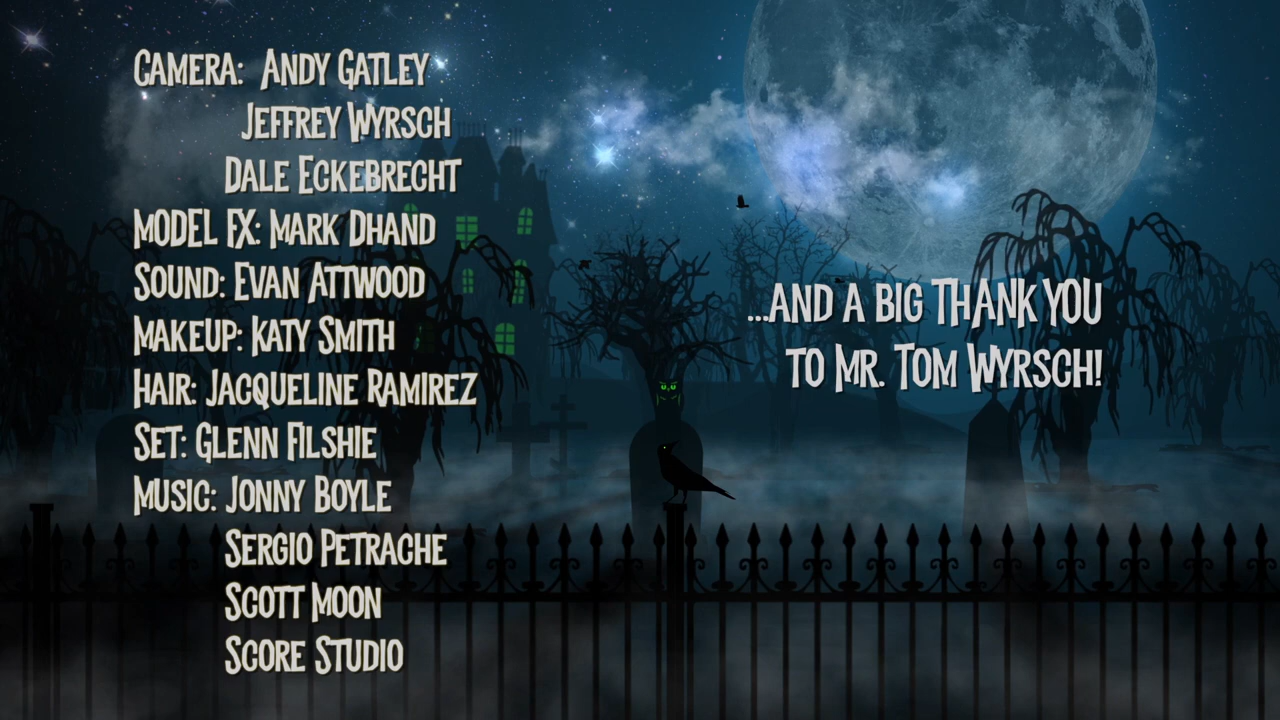 CAMERA: ANDY GATLEY
JEFFREY WYRSCH
DALE ECKEBRECHT
MODEL FX: MARK DHAND
SOUND: EVAN ATTWOOD
MAKEUP: KATY SMITH
HAIR: JACQUELINE RAMIREZ
SET: GLENN FILSHIE
MUSIC: JONNY BOYLE
SERGIO PETRACHE
SCOTT MOON
SCORE STUDIO
...AND A BIG THANK YOU
TO MR. TOM WYRSCH!